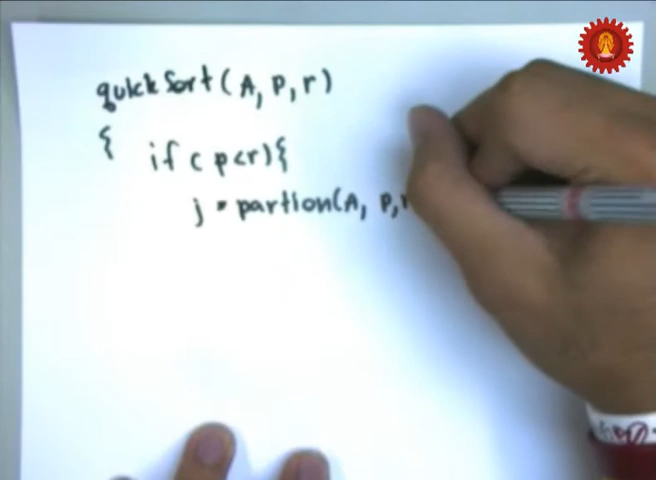 quickSort(A, P, r)
{ if( p<r){
j = partion(A, P, r